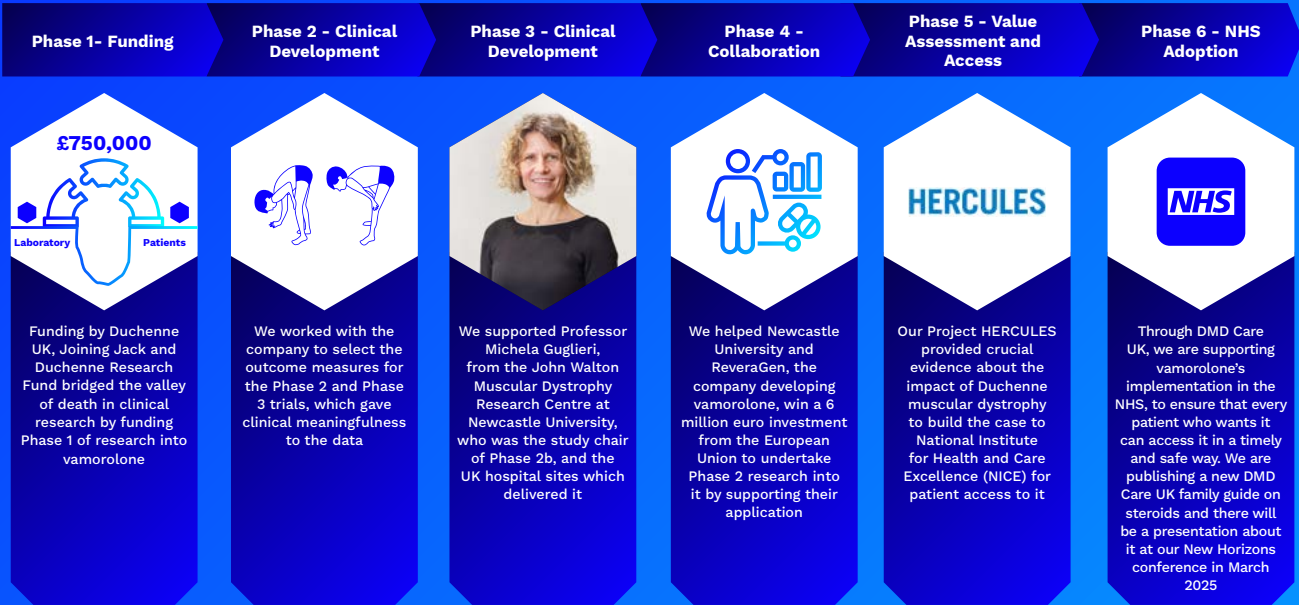 Phase 1- Funding
Phase 2 - Clinical
Development
Phase 3 - Clinical
Development
Phase 4 -
Collaboration
Phase 5 - Value
Assessment and
Access
Phase 6 - NHS
Adoption
£750,000
Laboratory
Patients
HERCULES
NHS
Funding by Duchenne
UK, Joining Jack and
Duchenne Research
Fund bridged the valley
of death in clinical
research by funding
Phase 1 of research into
vamorolone
We worked with the
company to select the
outcome measures for
the Phase 2 and Phase
3 trials, which gave
clinical meaningfulness
to the data
We supported Professor
Michela Guglieri,
from the John Walton
Muscular Dystrophy
Research Centre at
Newcastle University,
who was the study chair
of Phase 2b, and the
UK hospital sites which
delivered it
We helped Newcastle
University and
ReveraGen, the
company developing
vamorolone, win a 6
million euro investment
from the European
Union to undertake
Phase 2 research into
it by supporting their
application
Our Project HERCULES
provided crucial
evidence about the
impact of Duchenne
muscular dystrophy
to build the case to
National Institute
for Health and Care
Excellence (NICE) for
patient access to it
Through DMD Care
UK, we are supporting
vamorolone's
implementation in the
NHS, to ensure that every
patient who wants it
can access it in a timely
and safe way. We are
publishing a new DMD
Care UK family guide on
steroids and there will
be a presentation about
it at our New Horizons
conference in March
2025